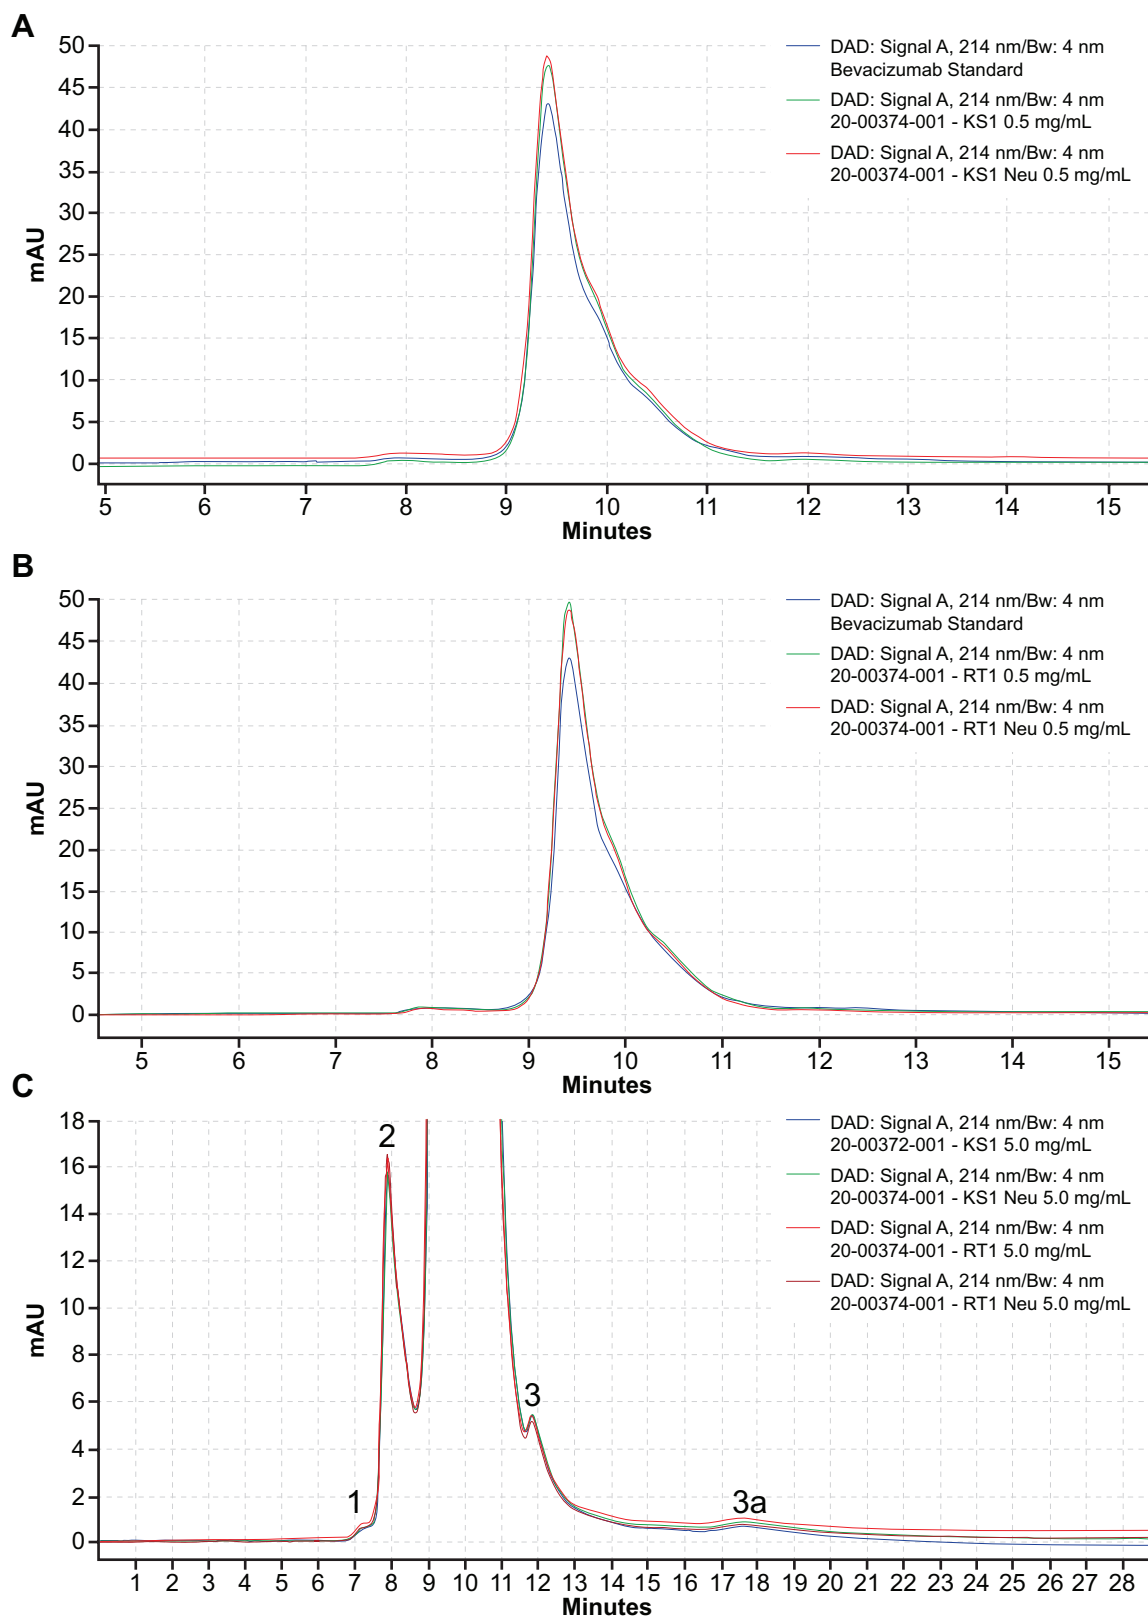 A
50
45
40
35
30
25
20
15
10
5
0
mAU
5 6 7 8 9 10 11 13 13 15
Minutes
DAD: Signal A, 214 nm/Bw: 4 nm
Bevacizumab Standard
DAD: Signal A, 214 nm/Bw: 4 nm
20-00374-001 - KS1 0.5 mg/mL
DAD: Signal A, 214 nm/Bw: 4 nm
20-00374-001 - KS1 Neu 0.5 mg/mL
B
50
45
40
35
30
25
20
15
10
5
0
mAU
5 6 7 8 9 10 11 12 13 14 15
Minutes
DAD: Signal A, 214 nm/Bw: 4 nm
Bevacizumab Standard
DAD: Signal A, 214 nm/Bw: 4 nm
20-00374-001 - RT1 0.5 mg/mL
DAD: Signal A, 214 nm/Bw: 4 nm
20-00374-001 - RT1 Neu 0.5 mg/mL
C
18
16
14
12
10
8
6
4
2
0
mAU
1
2
3
3a
1 2 3 4 5 6 7 8 9 10 11 12 13 14 15 16 17 18 19 20 21 22 23 24 25 26 27 28
Minutes
DAD: Signal A, 214 nm/Bw: 4 nm
20-00372-001 - KS1 5.0 mg/mL
DAD: Signal A, 214 nm/Bw: 4 nm
20-00374-001 - KS1 Neu 5.0 mg/mL
DAD: Signal A, 214 nm/Bw: 4 nm
20-00374-001 - RT1 5.0 mg/mL
DAD: Signal A, 214 nm/Bw: 4 nm
20-00374-001 - RT1 Neu 5.0 mg/mL